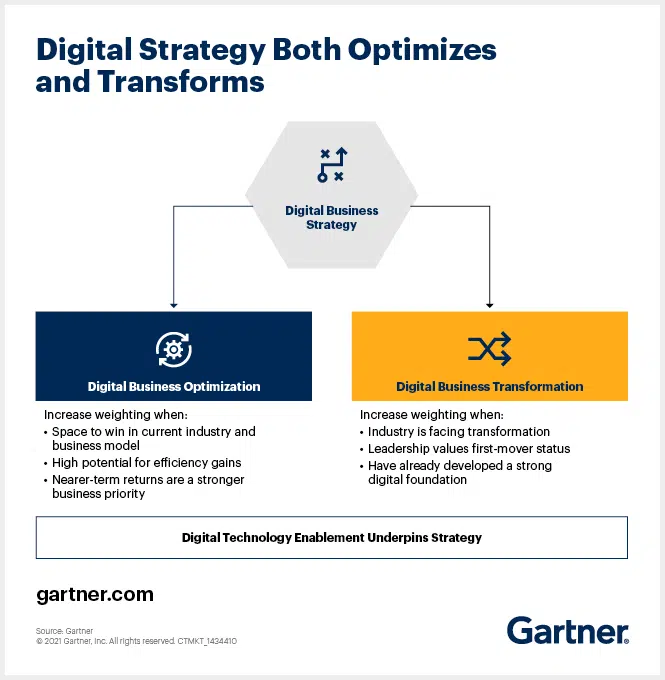 Digital Strategy Both Optimizes
and Transforms
Digital Business
Strategy
Digital Business Optimization
Increase weighting when:
• Space to win in current industry and
business model
• High potential for efficiency gains
• Nearer-term returns are a stronger
business priority
Digital Business Transformation
Increase weighting when:
• Industry is facing transformation
• Leadership values first-mover status
• Have already developed a strong
digital foundation
Digital Technology Enablement Underpins Strategy
gartner.com
Source: Gartner
© 2021 Gartner, Inc. All rights reserved. CTMKT_1434410
Gartner®